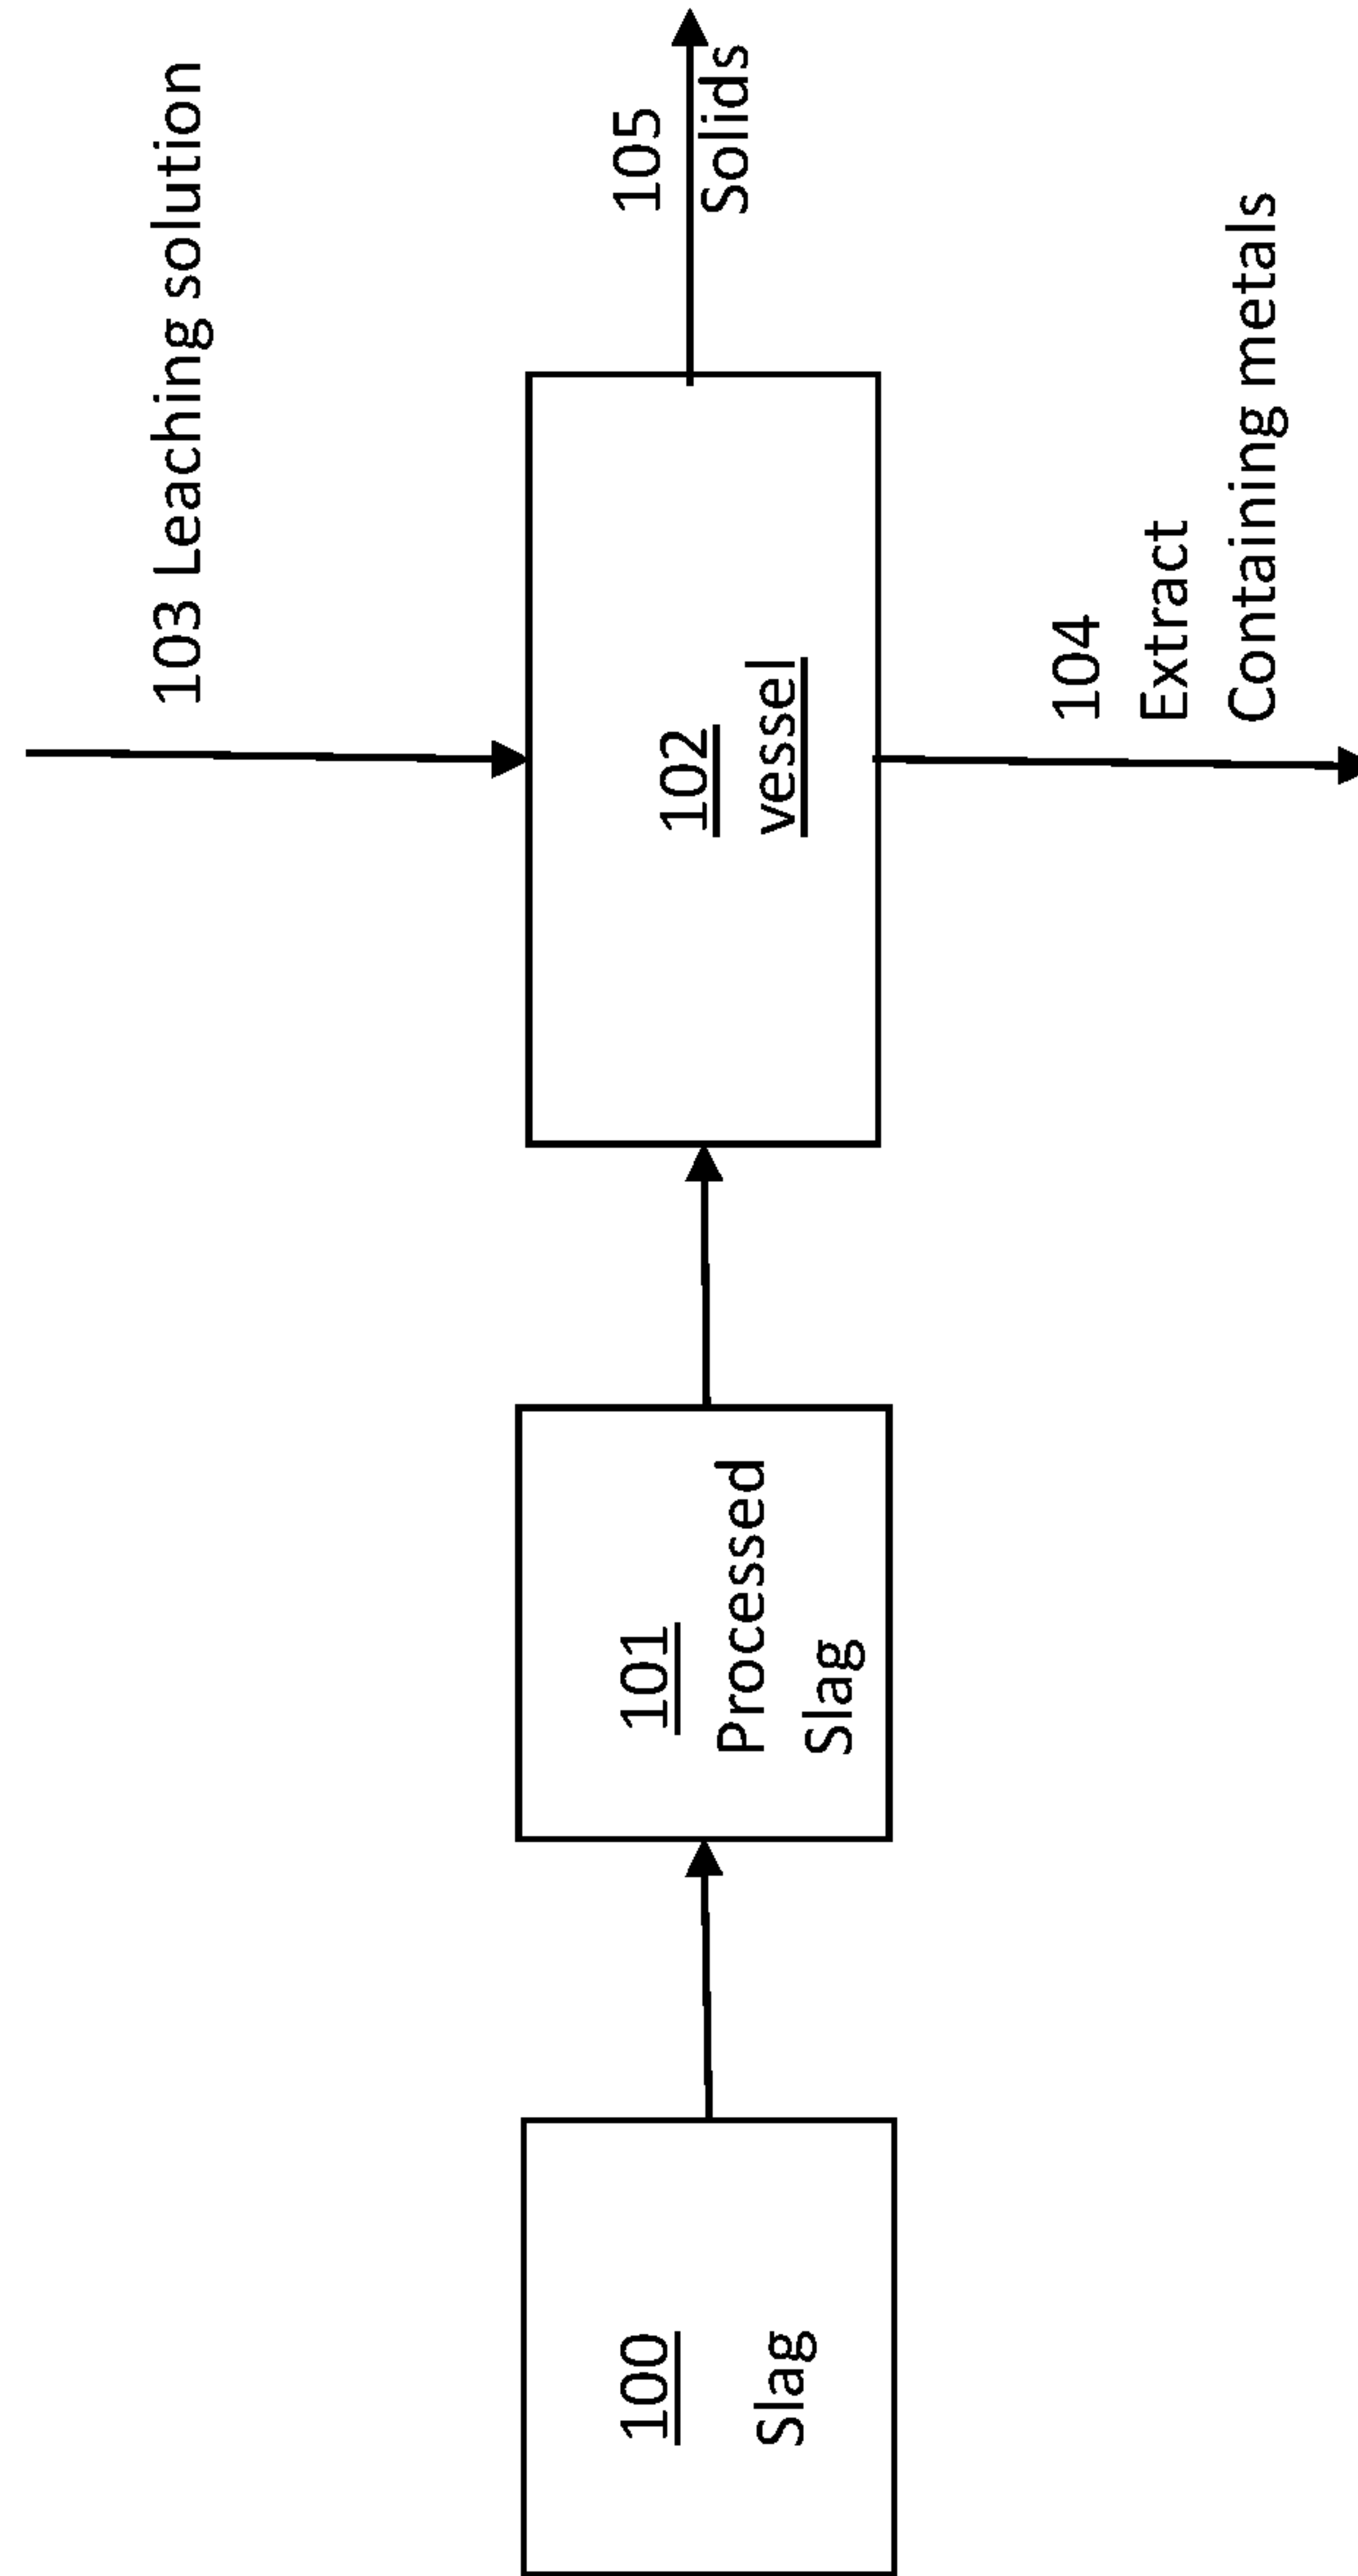 103 Leaching solution
100
Slag
101
Processed
Slag
102
vessel
105
Solids
104
Extract
Containing metals